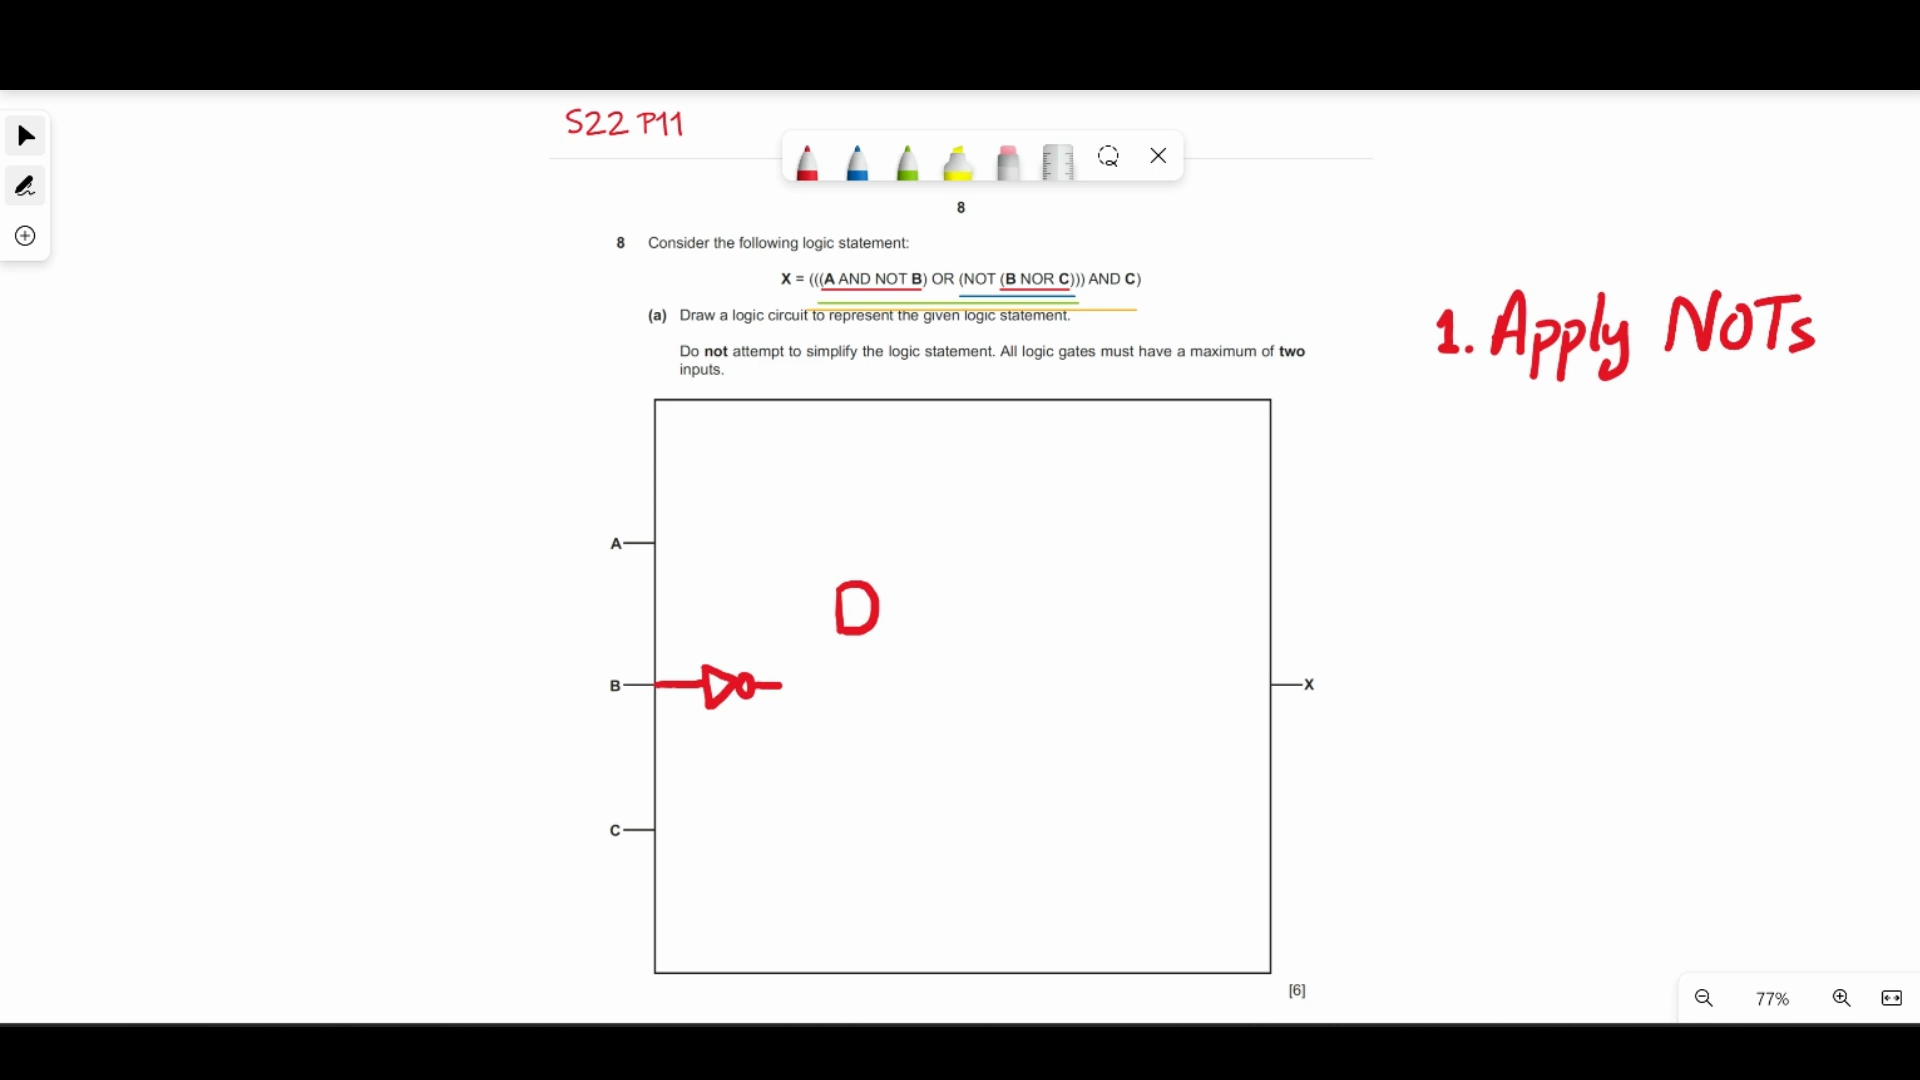 S22 P11
8
8 Consider the following logic statement:
X = (((A AND NOT B) OR (NOT (B NOR C))) AND C)
(a) Draw a logic circuit to represent the given logic statement.
Do not attempt to simplify the logic statement. All logic gates must have a maximum of two
inputs.
1. Apply NOTs
A
D
B
X
C
[6]
77%